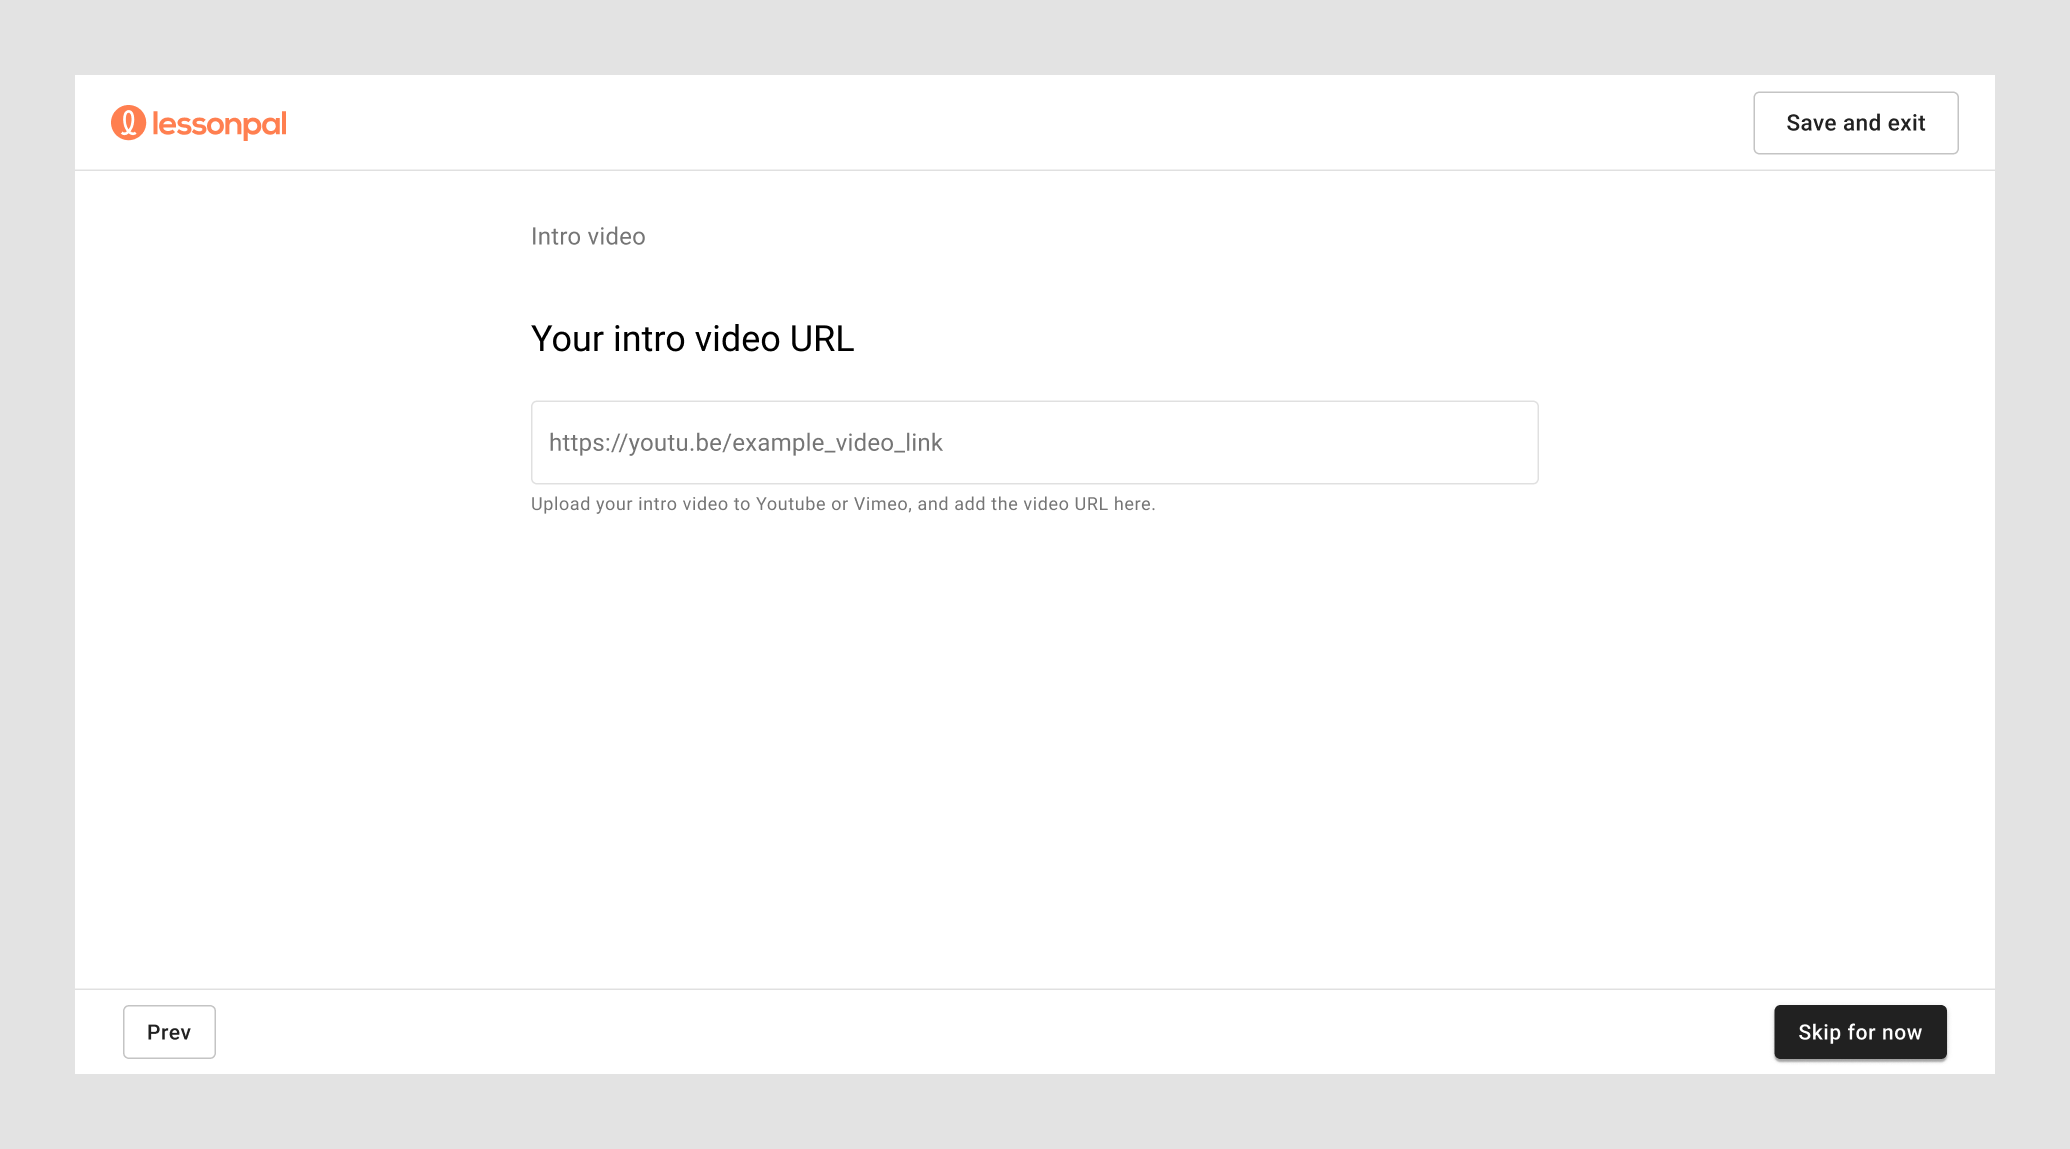 lessonpal
Save and exit
Intro video
Your intro video URL
https://youtu.be/example_video_link
Upload your intro video to Youtube or Vimeo, and add the video URL here.
Prev
Skip for now